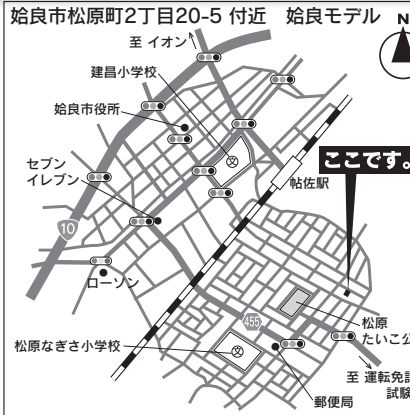 姶良市松原町2丁目20-5 付近　姶良モデル
N
至 イオン
建昌小学校
姶良市役所
セブン
イレブン
ここです。
帖佐駅
10
ローソン
455
松原
たいこ公
松原なぎさ小学校
至 運転免許
試験
郵便局